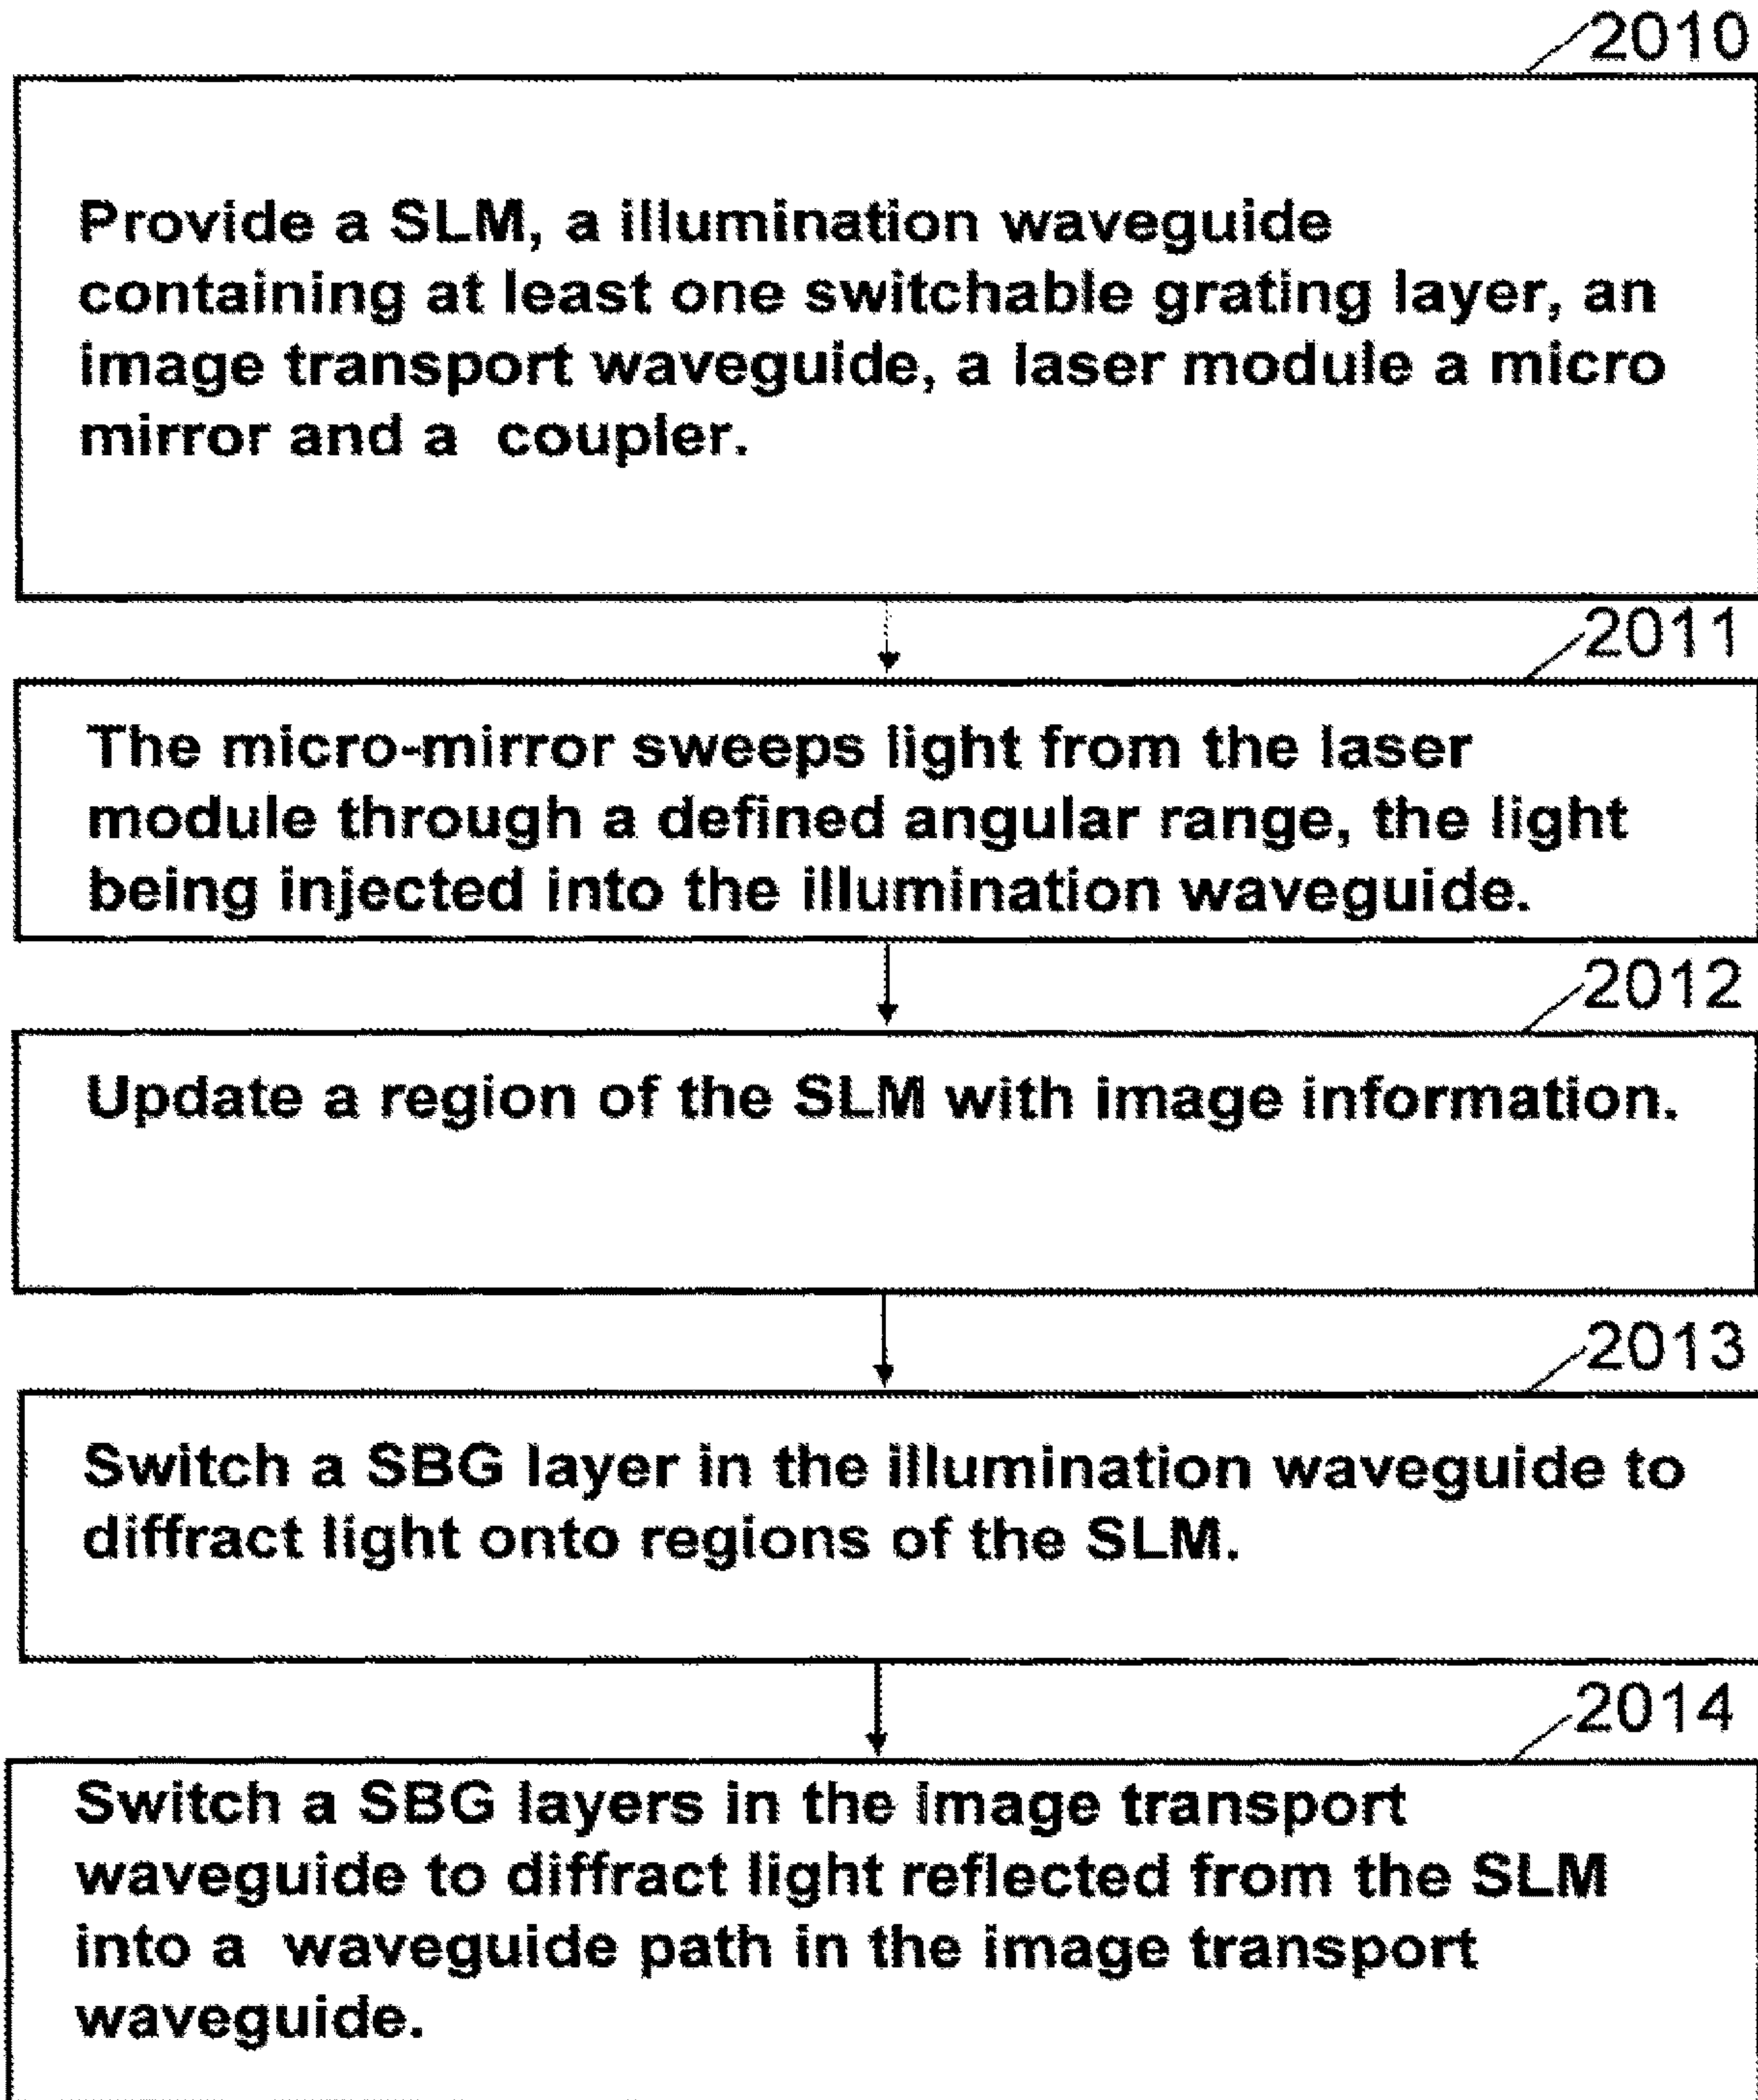 2010
Provide a SLM, a illumination waveguide
containing at least one switchable grating layer, an
image transport waveguide, a laser module a micro
mirror and a coupler.
2011
The micro-mirror sweeps light from the laser
module through a defined angular range, the light
being injected into the illumination waveguide.
2012
Update a region of the SLM with image information.
2013
Switch a SBG layer in the illumination waveguide to
diffract light onto regions of the SLM.
2014
Switch a SBG layers in the image transport
waveguide to diffract light reflected from the SLM
into a waveguide path in the image transport
waveguide.